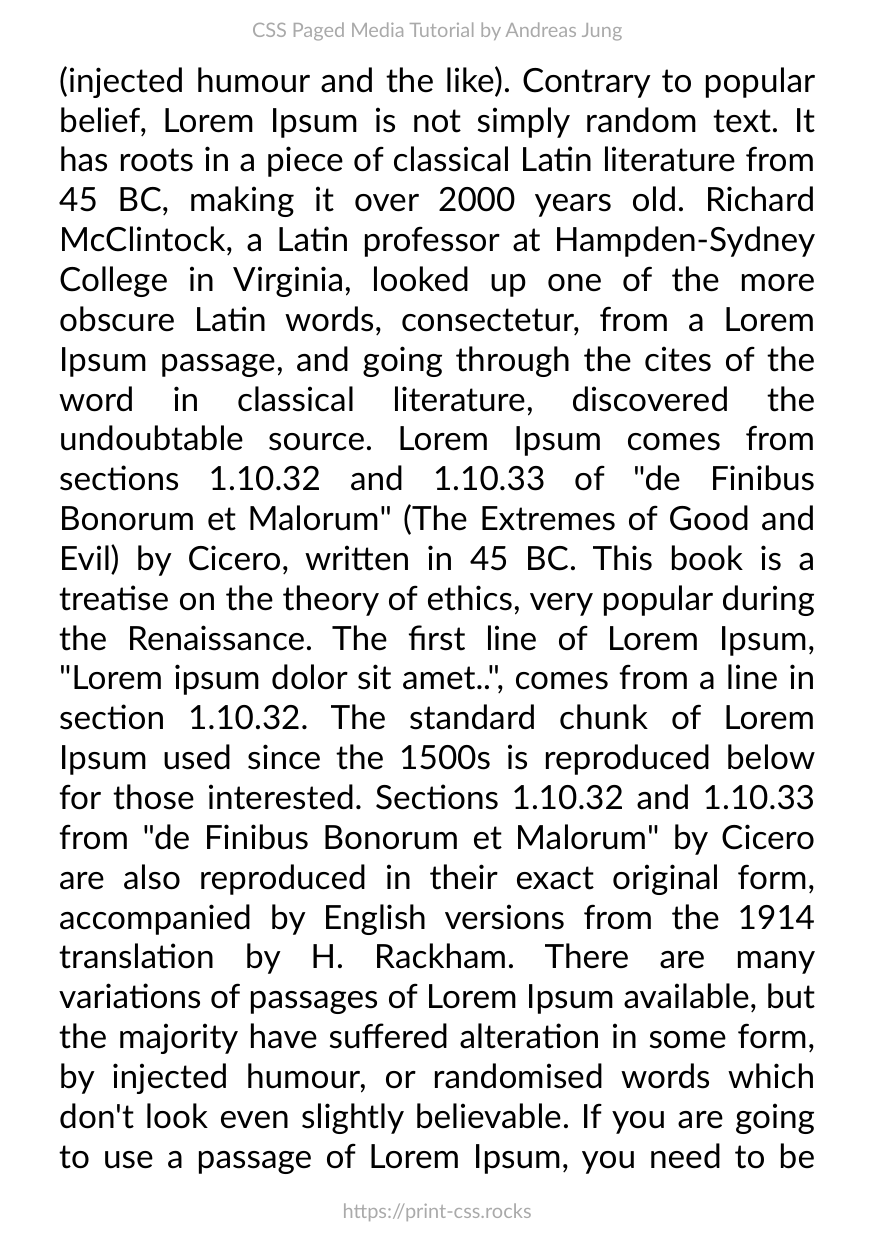 CSS Paged Media Tutorial by Andreas Jung
(injected humour and the like). Contrary to popular
belief, Lorem Ipsum is not simply random text. It
has roots in a piece of classical Latin literature from
45 BC, making it over 2000 years old. Richard
McClintock, a Latin professor at Hampden-Sydney
College in Virginia, looked up one of the more
obscure Latin words, consectetur, from a Lorem
Ipsum passage, and going through the cites of the
word in classical literature, discovered the
undoubtable source. Lorem Ipsum comes from
sections 1.10.32 and 1.10.33 of "de Finibus
Bonorum et Malorum" (The Extremes of Good and
Evil) by Cicero, written in 45 BC. This book is a
treatise on the theory of ethics, very popular during
the Renaissance. The first line of Lorem Ipsum,
"Lorem ipsum dolor sit amet..", comes from a line in
section 1.10.32. The standard chunk of Lorem
Ipsum used since the 1500s is reproduced below
for those interested. Sections 1.10.32 and 1.10.33
from "de Finibus Bonorum et Malorum" by Cicero
are also reproduced in their exact original form,
accompanied by English versions from the 1914
translation by H. Rackham. There are many
variations of passages of Lorem Ipsum available, but
the majority have suffered alteration in some form,
by injected humour, or randomised words which
don't look even slightly believable. If you are going
to use a passage of Lorem Ipsum, you need to be
https://print-css.rocks